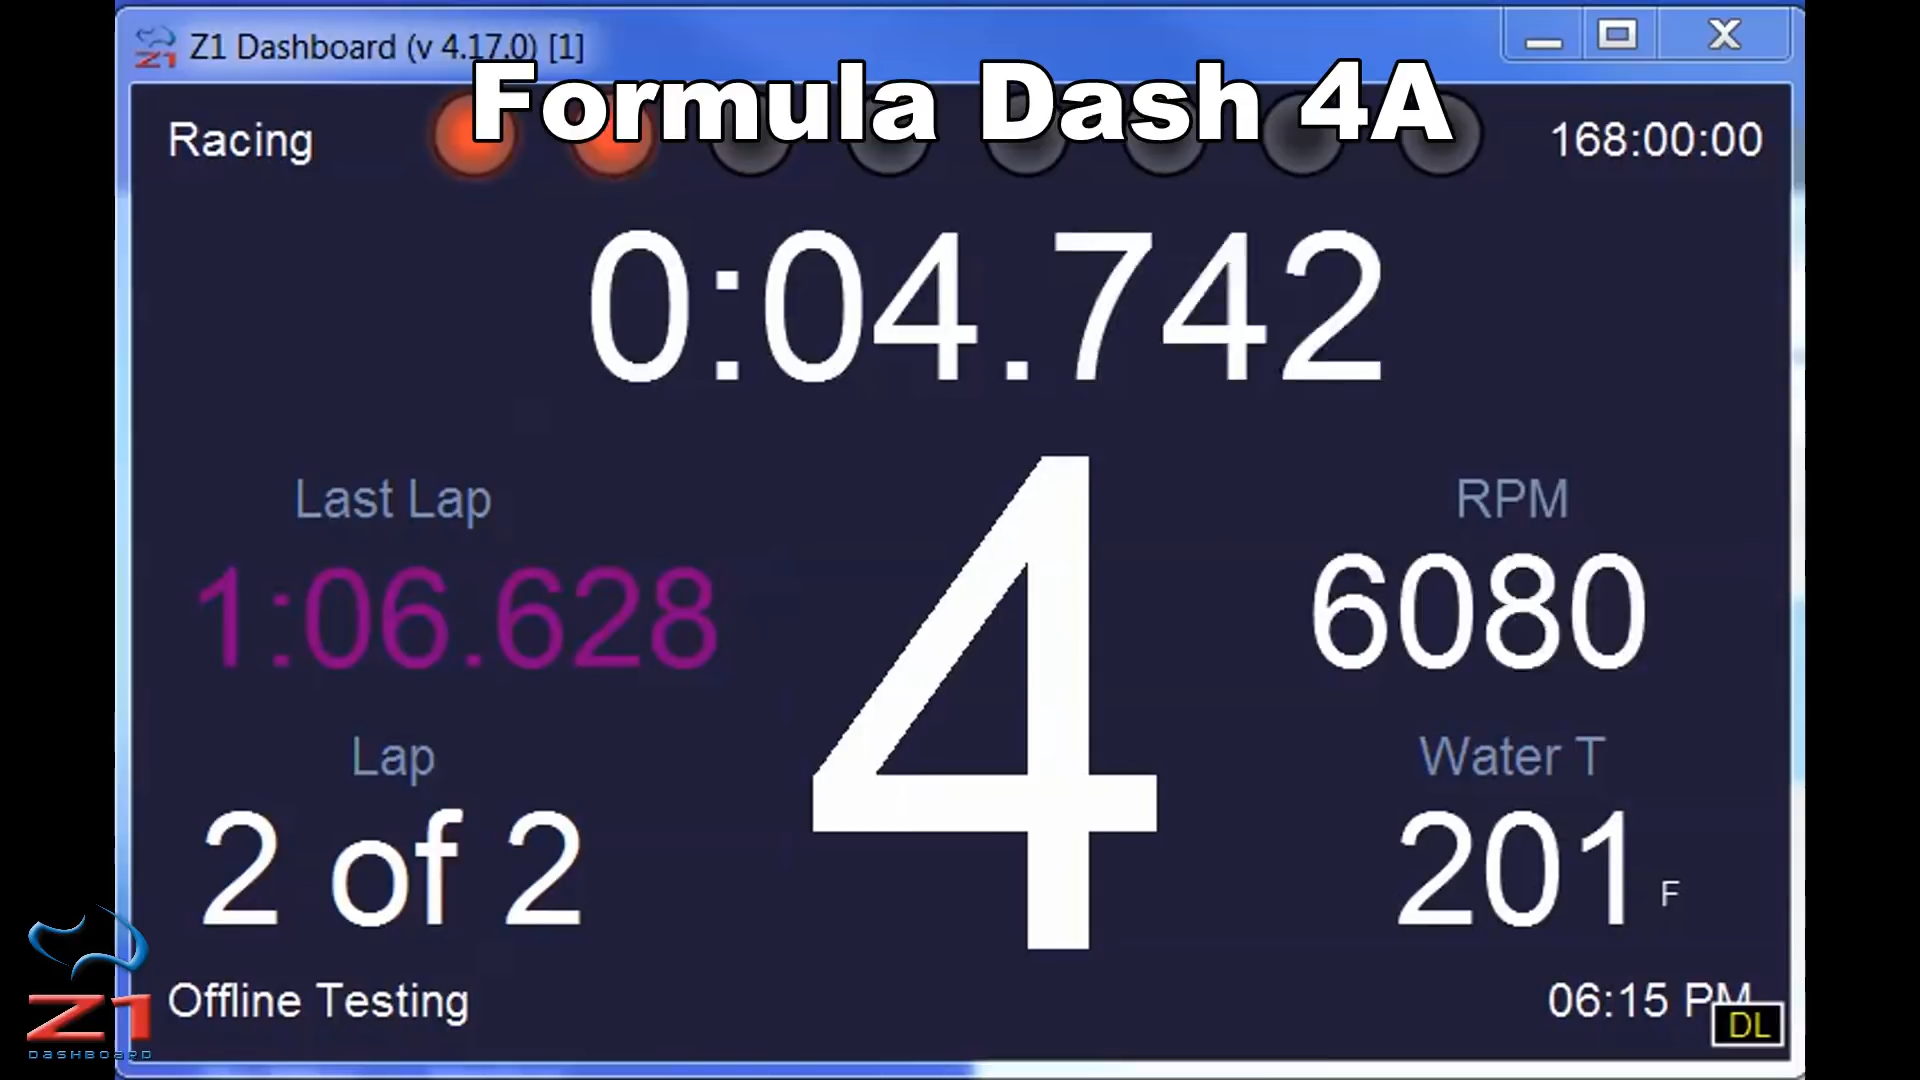 Z1 Dashboard (v 4.17.0) [1]
Formula Dash 4A
Racing
168:00:00
0:04.742
Last Lap
1:06.628
4
RPM
6080
Lap
2 of 2
Water T
201 F
Offline Testing
06:15 PM
DL
Z1
DASHBOARD